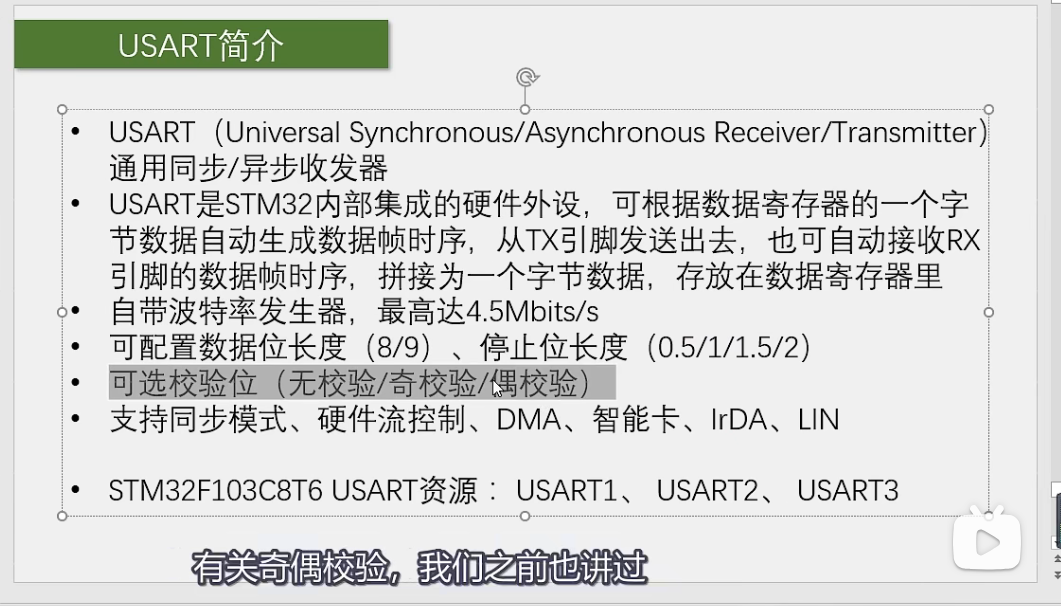 USART简介
• USART（Universal Synchronous/Asynchronous Receiver/Transmitter）
通用同步/异步收发器
• USART是STM32内部集成的硬件外设，可根据数据寄存器的一个字
节数据自动生成数据帧时序，从TX引脚发送出去，也可自动接收RX
引脚的数据帧时序，拼接为一个字节数据，存放在数据寄存器里
• 自带波特率发生器，最高达4.5Mbits/s
• 可配置数据位长度（8/9）、停止位长度（0.5/1/1.5/2）
• 可选校验位（无校验/奇校验/偶校验）
• 支持同步模式、硬件流控制、DMA、智能卡、IrDA、LIN
• STM32F103C8T6 USART资源： USART1、 USART2、 USART3
有关奇偶校验，我们之前也讲过